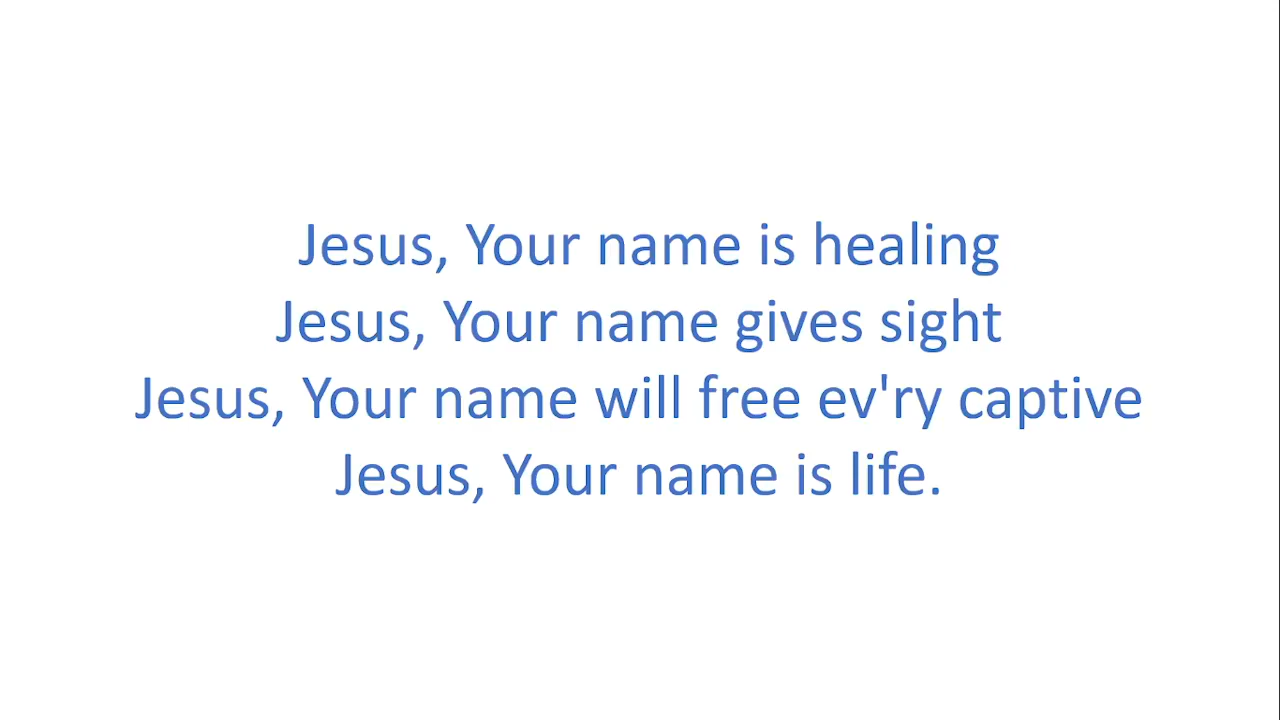 Jesus, Your name is healing
Jesus, Your name gives sight
Jesus, Your name will free ev'ry captive
Jesus, Your name is life.